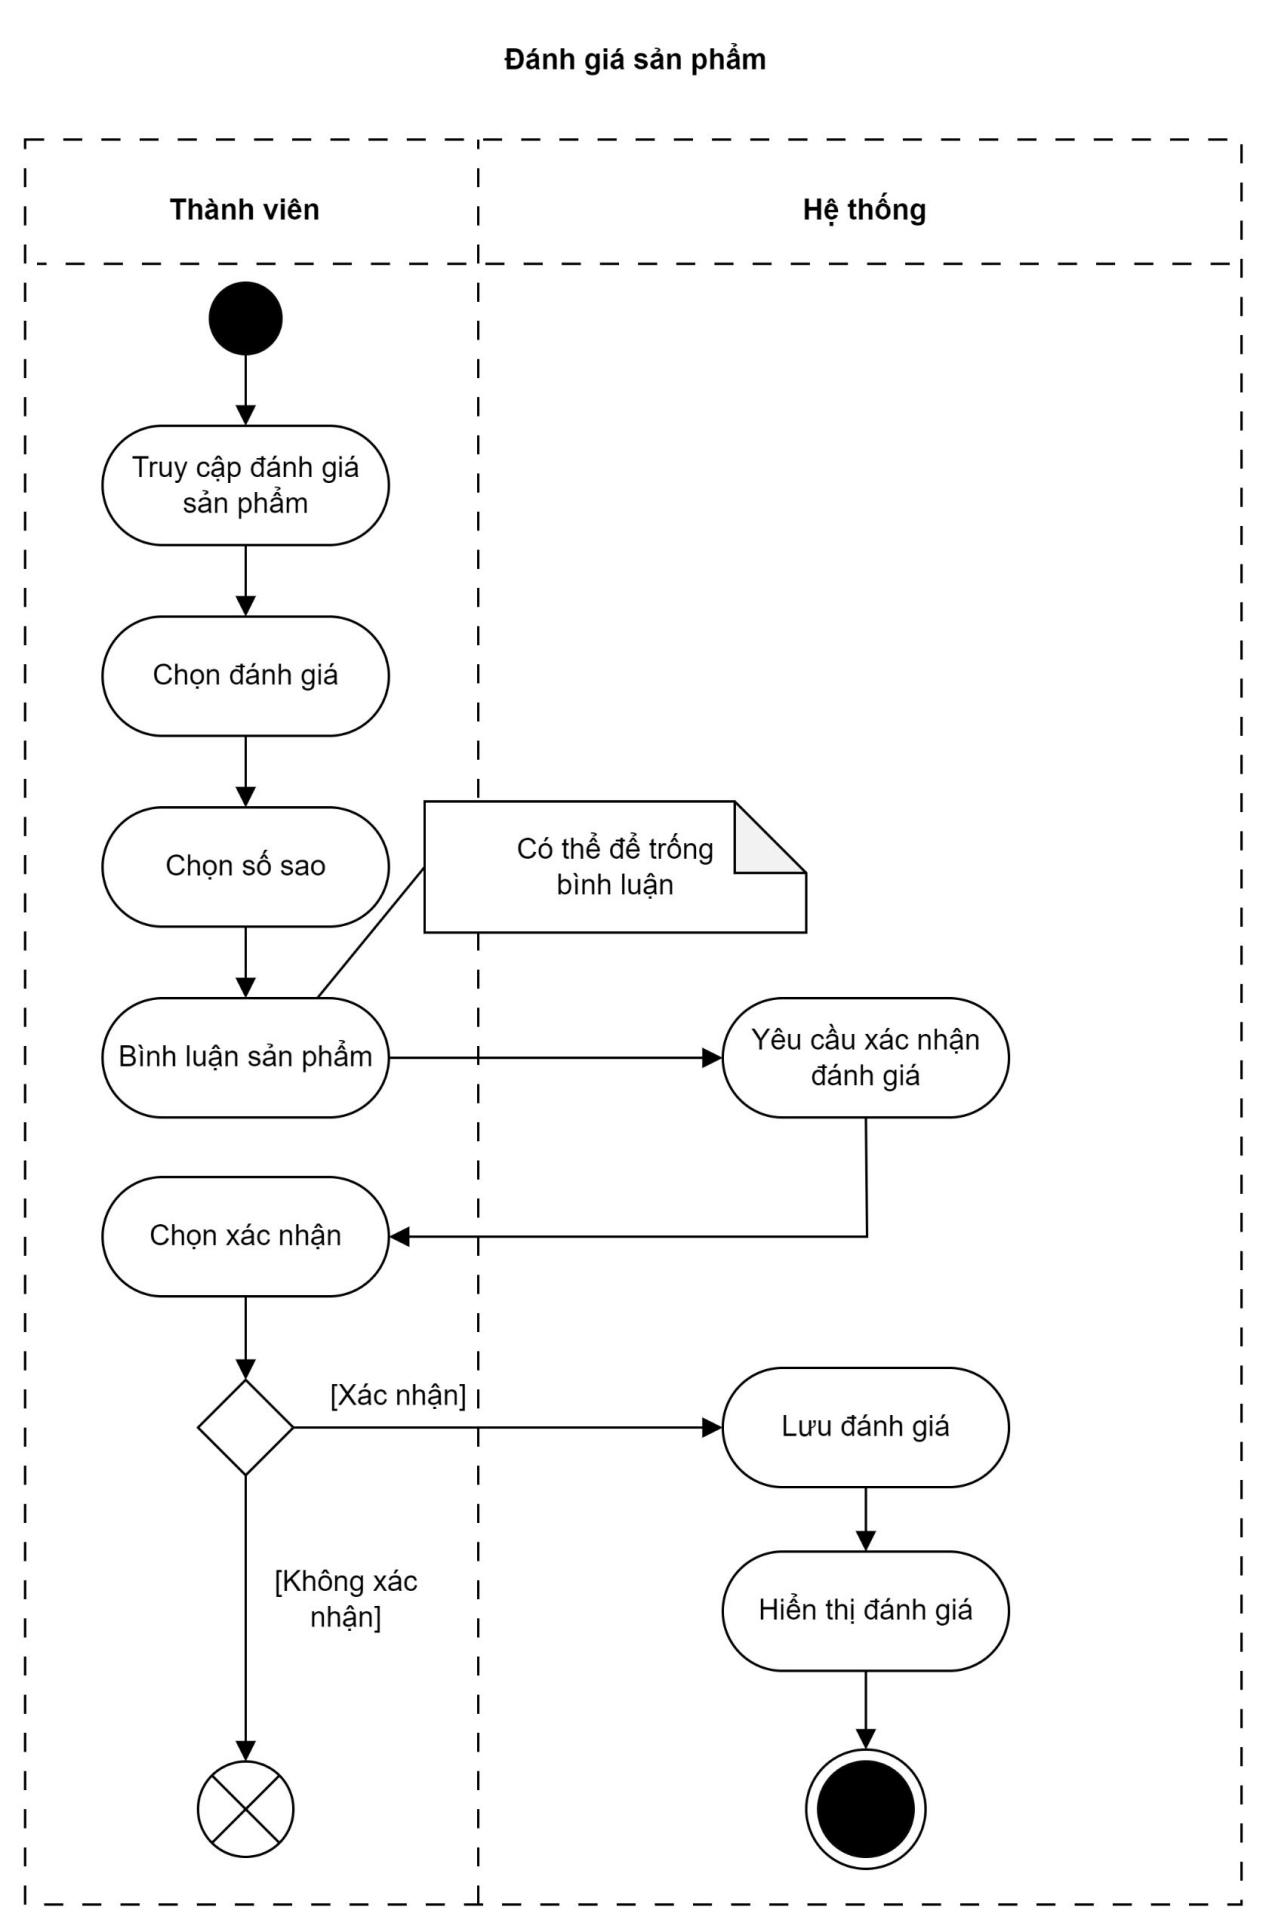 Đánh giá sản phẩm
Thành viên
Hệ thống
Truy cập đánh giá
sản phẩm
Chọn đánh giá
Chọn số sao
Có thể để trống
bình luận
Bình luận sản phẩm
Yêu cầu xác nhận
đánh giá
Chọn xác nhận
[Xác nhận]
Lưu đánh giá
[Không xác
nhận]
Hiển thị đánh giá